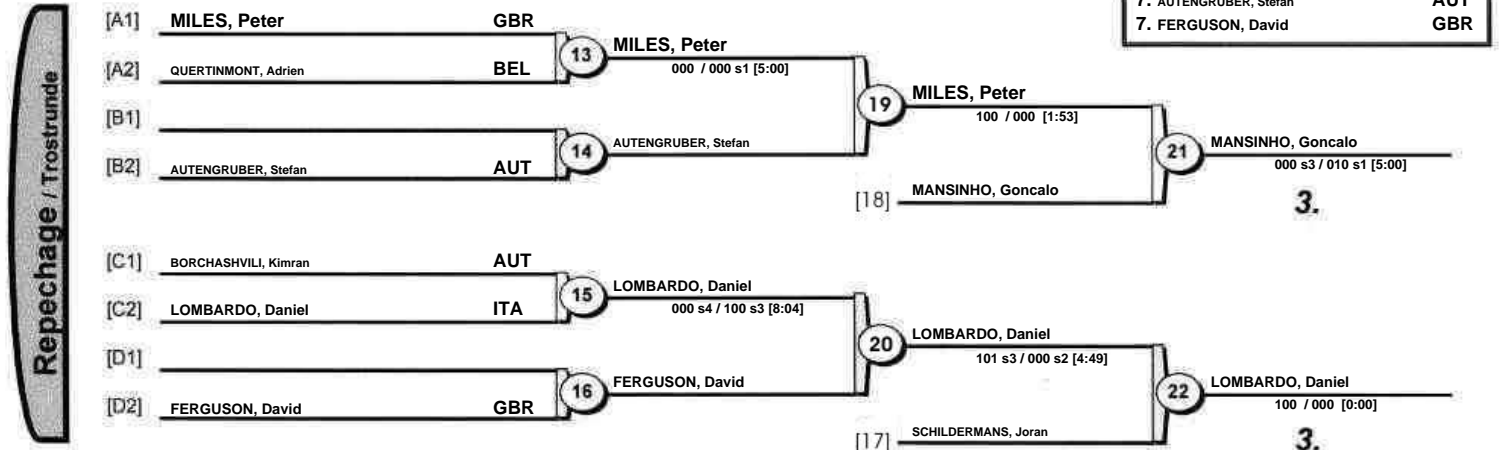 7. AUTENGRUBER, Stefan AUT
7. FERGUSON, David GBR
Repechage / Trostrunde
[A1] MILES, Peter GBR
[A2] QUERTINMONT, Adrien BEL
13
MILES, Peter
000 / 000 s1 [5:00]
[B1]
[B2] AUTENGRUBER, Stefan AUT
14
AUTENGRUBER, Stefan
19
MILES, Peter
100 / 000 [1:53]
[18] MANSINHO, Goncalo
21
MANSINHO, Goncalo
000 s3 / 010 s1 [5:00]
3.
[C1] BORCHASHVILI, Kimran AUT
[C2] LOMBARDO, Daniel ITA
15
LOMBARDO, Daniel
000 s4 / 100 s3 [8:04]
[D1]
[D2] FERGUSON, David GBR
16
FERGUSON, David
20
LOMBARDO, Daniel
101 s3 / 000 s2 [4:49]
[17] SCHILDERMANS, Joran
22
LOMBARDO, Daniel
100 / 000 [0:00]
3.